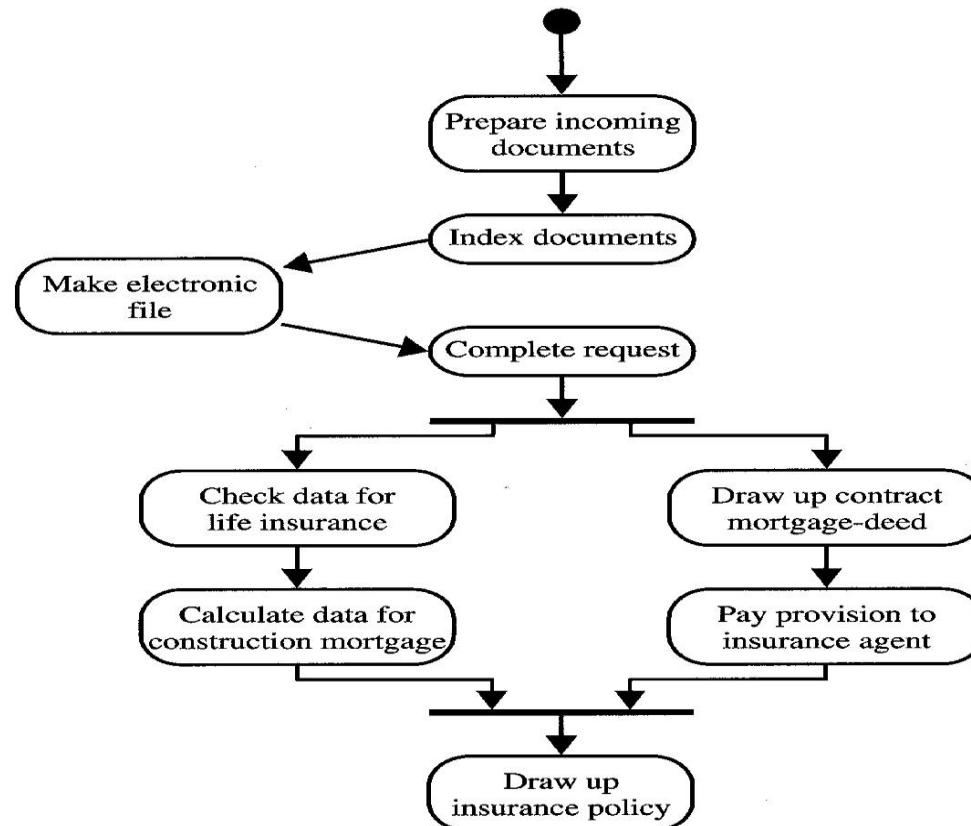 Prepare incoming
documents
Index documents
Make electronic
file
Complete request
Check data for
life insurance
Draw up contract
mortgage-deed
Calculate data for
construction mortgage
Pay provision to
insurance agent
Draw up
insurance policy